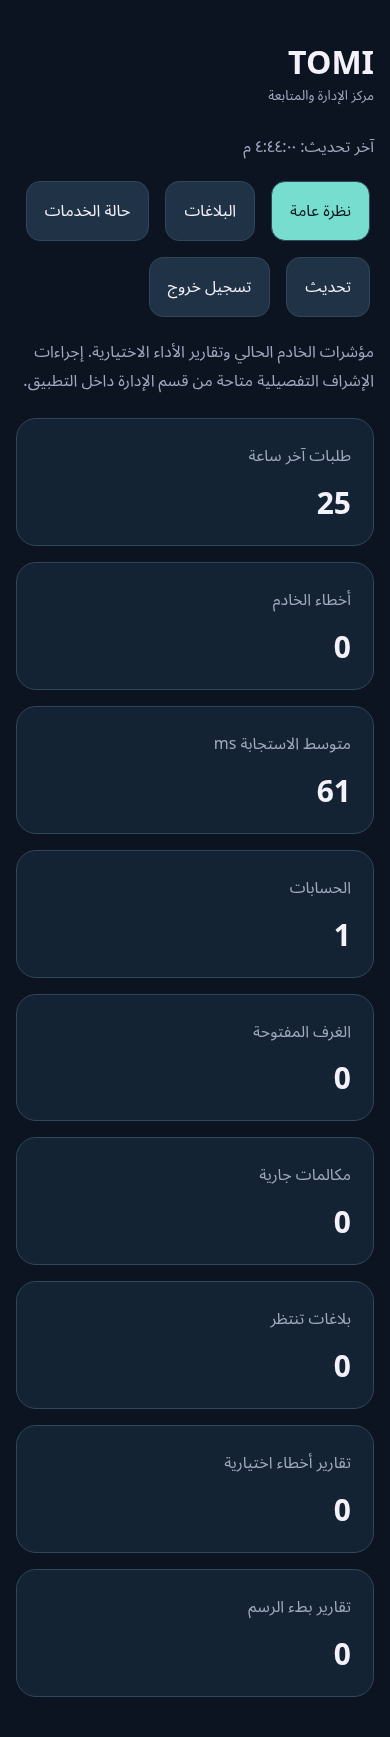 TOMI
مركز الإدارة والمتابعة
آخر تحديث: ٤:٤٤:٠٠ م
نظرة عامة
البلاغات
حالة الخدمات
تحديث
تسجيل خروج
مؤشرات الخادم الحالي وتقارير الأداء الاختيارية. إجراءات
الإشراف التفصيلية متاحة من قسم الإدارة داخل التطبيق.
طلبات آخر ساعة
25
أخطاء الخادم
0
متوسط الاستجابة ms
61
الحسابات
1
الغرف المفتوحة
0
مكالمات جارية
0
بلاغات تنتظر
0
تقارير أخطاء اختيارية
0
تقارير بطء الرسم
0